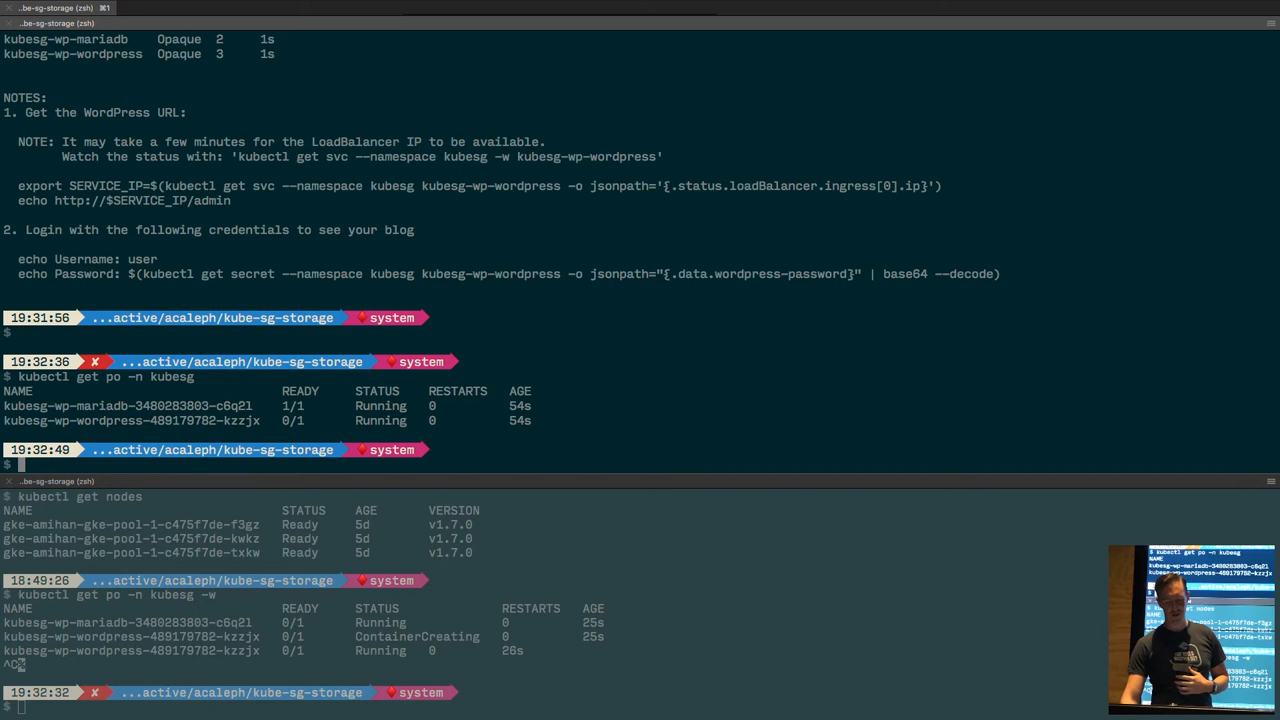 ..be-sg-storage (zsh) ⌘1
..be-sg-storage (zsh)
kubesg-wp-mariadb Opaque 2 1s
kubesg-wp-wordpress Opaque 3 1s
NOTES:
1. Get the WordPress URL:
NOTE: It may take a few minutes for the LoadBalancer IP to be available.
Watch the status with: 'kubectl get svc --namespace kubesg -w kubesg-wp-wordpress'
export SERVICE_IP=$(kubectl get svc --namespace kubesg kubesg-wp-wordpress -o jsonpath='{.status.loadBalancer.ingress[0].ip}')
echo http://$SERVICE_IP/admin
2. Login with the following credentials to see your blog
echo Username: user
echo Password: $(kubectl get secret --namespace kubesg kubesg-wp-wordpress -o jsonpath="{.data.wordpress-password}" | base64 --decode)
19:31:56 ...active/acaleph/kube-sg-storage system
$
19:32:36 ✘ ...active/acaleph/kube-sg-storage system
$ kubectl get po -n kubesg
NAME READY STATUS RESTARTS AGE
kubesg-wp-mariadb-3480283803-c6q2l 1/1 Running 0 54s
kubesg-wp-wordpress-489179782-kzzjx 0/1 Running 0 54s
19:32:49 ...active/acaleph/kube-sg-storage system
$
..be-sg-storage (zsh)
$ kubectl get nodes
NAME STATUS AGE VERSION
gke-amihan-gke-pool-1-c475f7de-f3gz Ready 5d v1.7.0
gke-amihan-gke-pool-1-c475f7de-kwkz Ready 5d v1.7.0
gke-amihan-gke-pool-1-c475f7de-txkw Ready 5d v1.7.0
18:49:26 ...active/acaleph/kube-sg-storage system
$ kubectl get po -n kubesg -w
NAME READY STATUS RESTARTS AGE
kubesg-wp-mariadb-3480283803-c6q2l 0/1 Running 0 25s
kubesg-wp-wordpress-489179782-kzzjx 0/1 ContainerCreating 0 25s
kubesg-wp-wordpress-489179782-kzzjx 0/1 Running 0 26s
^C%
19:32:32 ✘ ...active/acaleph/kube-sg-storage system
$